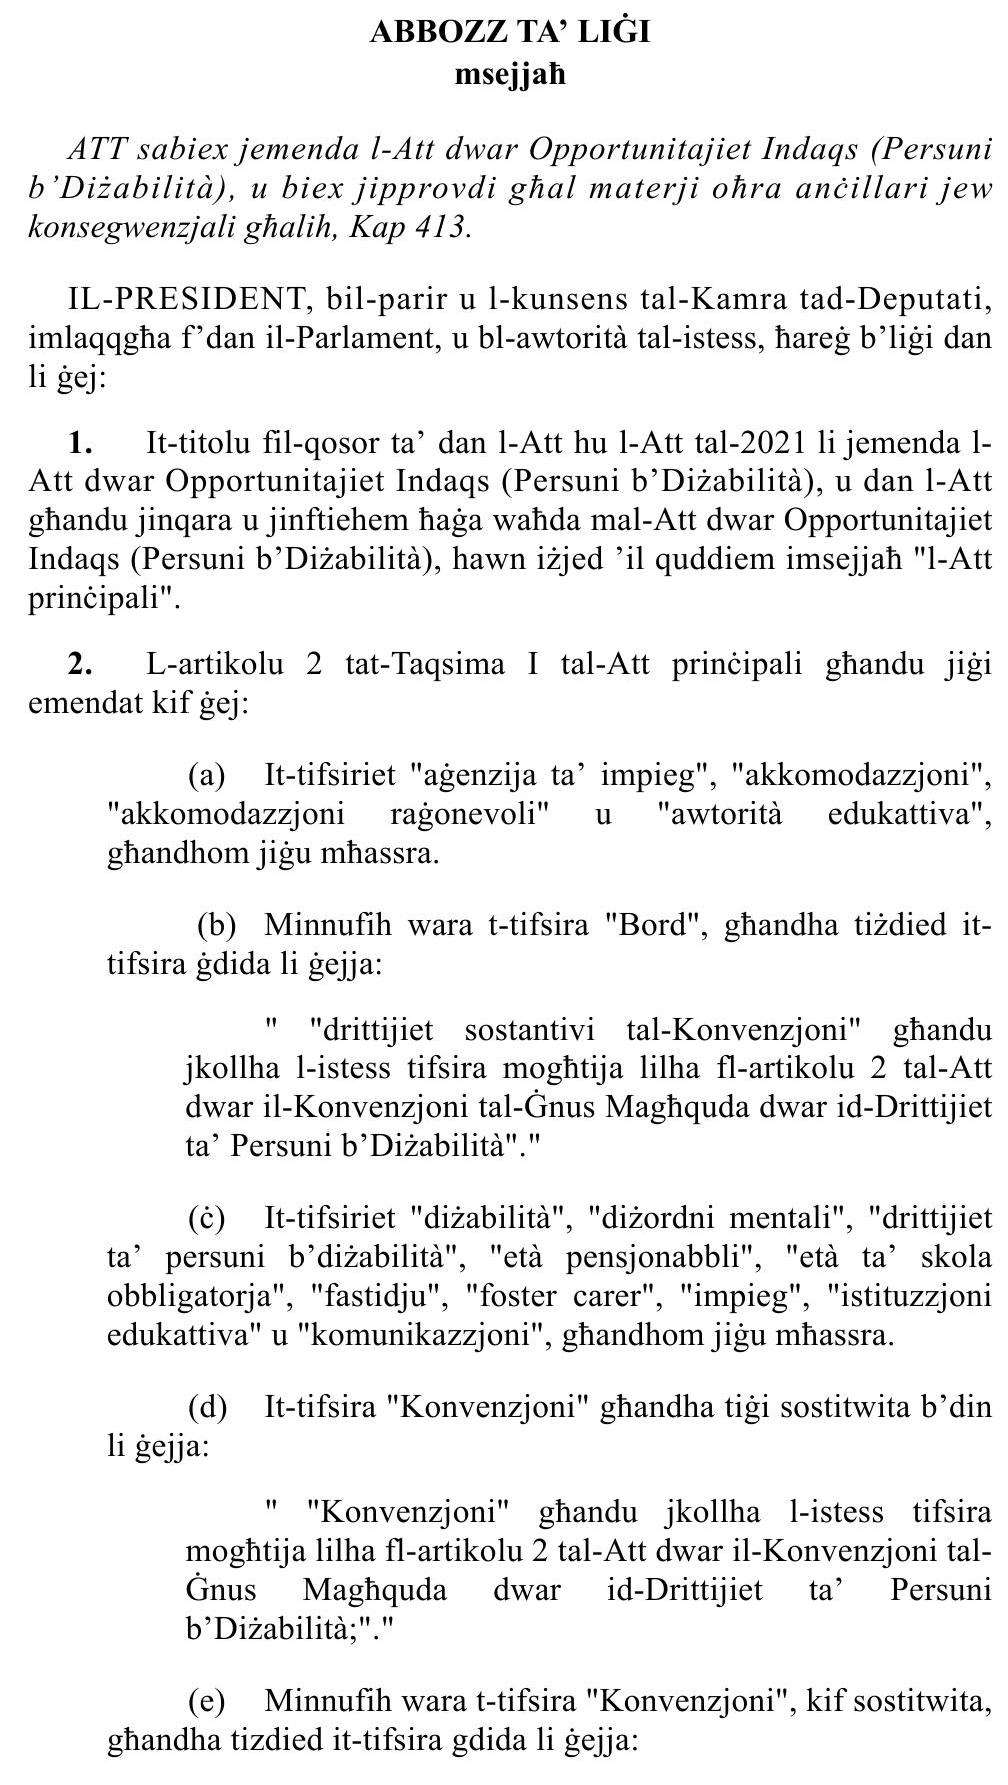 ABBOZZ TA’ LIĠI
msejjaħ
ATT sabiex jemenda l-Att dwar Opportunitajiet Indaqs (Persuni
b’Diżabilità), u biex jipprovdi għal materji oħra anċillari jew
konsegwenzjali għalih, Kap 413.
IL-PRESIDENT, bil-parir u l-kunsens tal-Kamra tad-Deputati,
imlaqqgħa f’dan il-Parlament, u bl-awtorità tal-istess, ħareġ b’liġi dan
li ġej:
1. It-titolu fil-qosor ta’ dan l-Att hu l-Att tal-2021 li jemenda l-
Att dwar Opportunitajiet Indaqs (Persuni b’Diżabilità), u dan l-Att
għandu jinqara u jinftiehem ħaġa waħda mal-Att dwar Opportunitajiet
Indaqs (Persuni b’Diżabilità), hawn iżjed ’il quddiem imsejjaħ "l-Att
prinċipali".
2. L-artikolu 2 tat-Taqsima I tal-Att prinċipali għandu jiġi
emendat kif ġej:
(a) It-tifsiriet "aġenzija ta’ impieg", "akkomodazzjoni",
"akkomodazzjoni raġonevoli" u "awtorità edukattiva",
għandhom jiġu mħassra.
(b) Minnufih wara t-tifsira "Bord", għandha tiżdied it-
tifsira ġdida li ġejja:
" "drittijiet sostantivi tal-Konvenzjoni" għandu
jkollha l-istess tifsira mogħtija lilha fl-artikolu 2 tal-Att
dwar il-Konvenzjoni tal-Ġnus Magħquda dwar id-Drittijiet
ta’ Persuni b’Diżabilità"."
(ċ) It-tifsiriet "diżabilità", "diżordni mentali", "drittijiet
ta’ persuni b’diżabilità", "età pensjonabbli", "età ta’ skola
obbligatorja", "fastidju", "foster carer", "impieg", "istituzzjoni
edukattiva" u "komunikazzjoni", għandhom jiġu mħassra.
(d) It-tifsira "Konvenzjoni" għandha tiġi sostitwita b’din
li ġejja:
" "Konvenzjoni" għandu jkollha l-istess tifsira
mogħtija lilha fl-artikolu 2 tal-Att dwar il-Konvenzjoni tal-
Ġnus Magħquda dwar id-Drittijiet ta’ Persuni
b’Diżabilità;"."
(e) Minnufih wara t-tifsira "Konvenzjoni", kif sostitwita,
għandha tizdied it-tifsira gdida li ġejja: